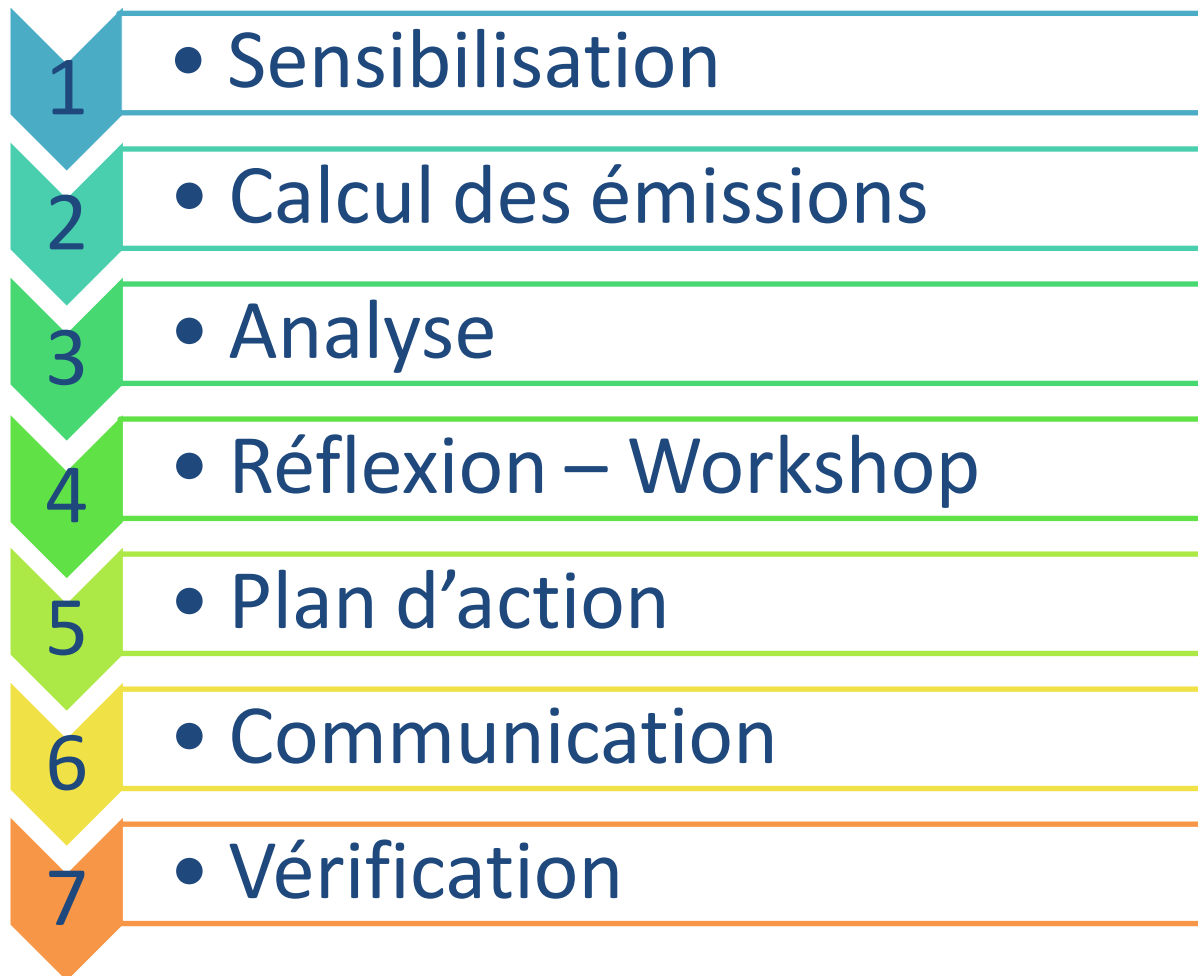 1 • Sensibilisation
2 • Calcul des émissions
3 • Analyse
4 • Réflexion – Workshop
5 • Plan d’action
6 • Communication
7 • Vérification